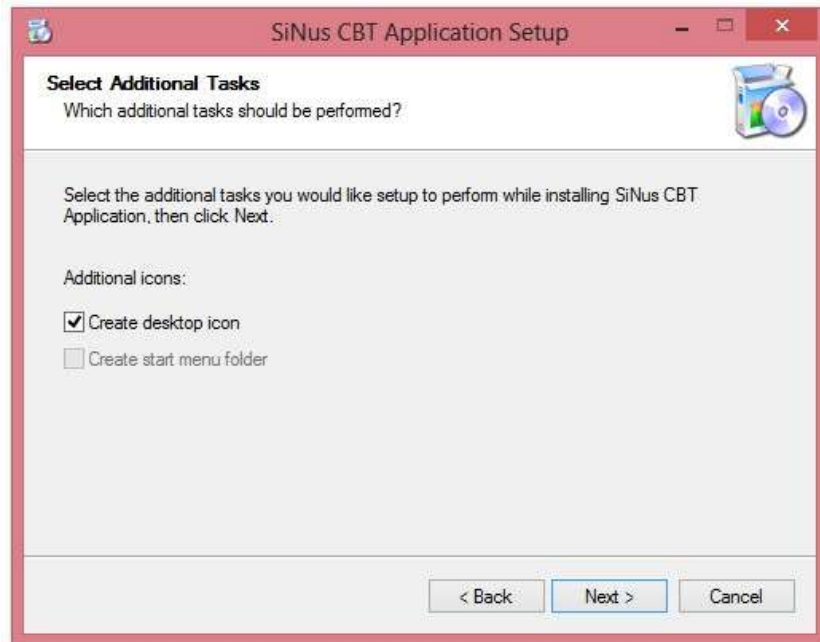 SiNus CBT Application Setup
Select Additional Tasks
Which additional tasks should be performed?
Select the additional tasks you would like setup to perform while installing SiNus CBT
Application, then click Next.
Additional icons:
Create desktop icon
Create start menu folder
< Back Next > Cancel